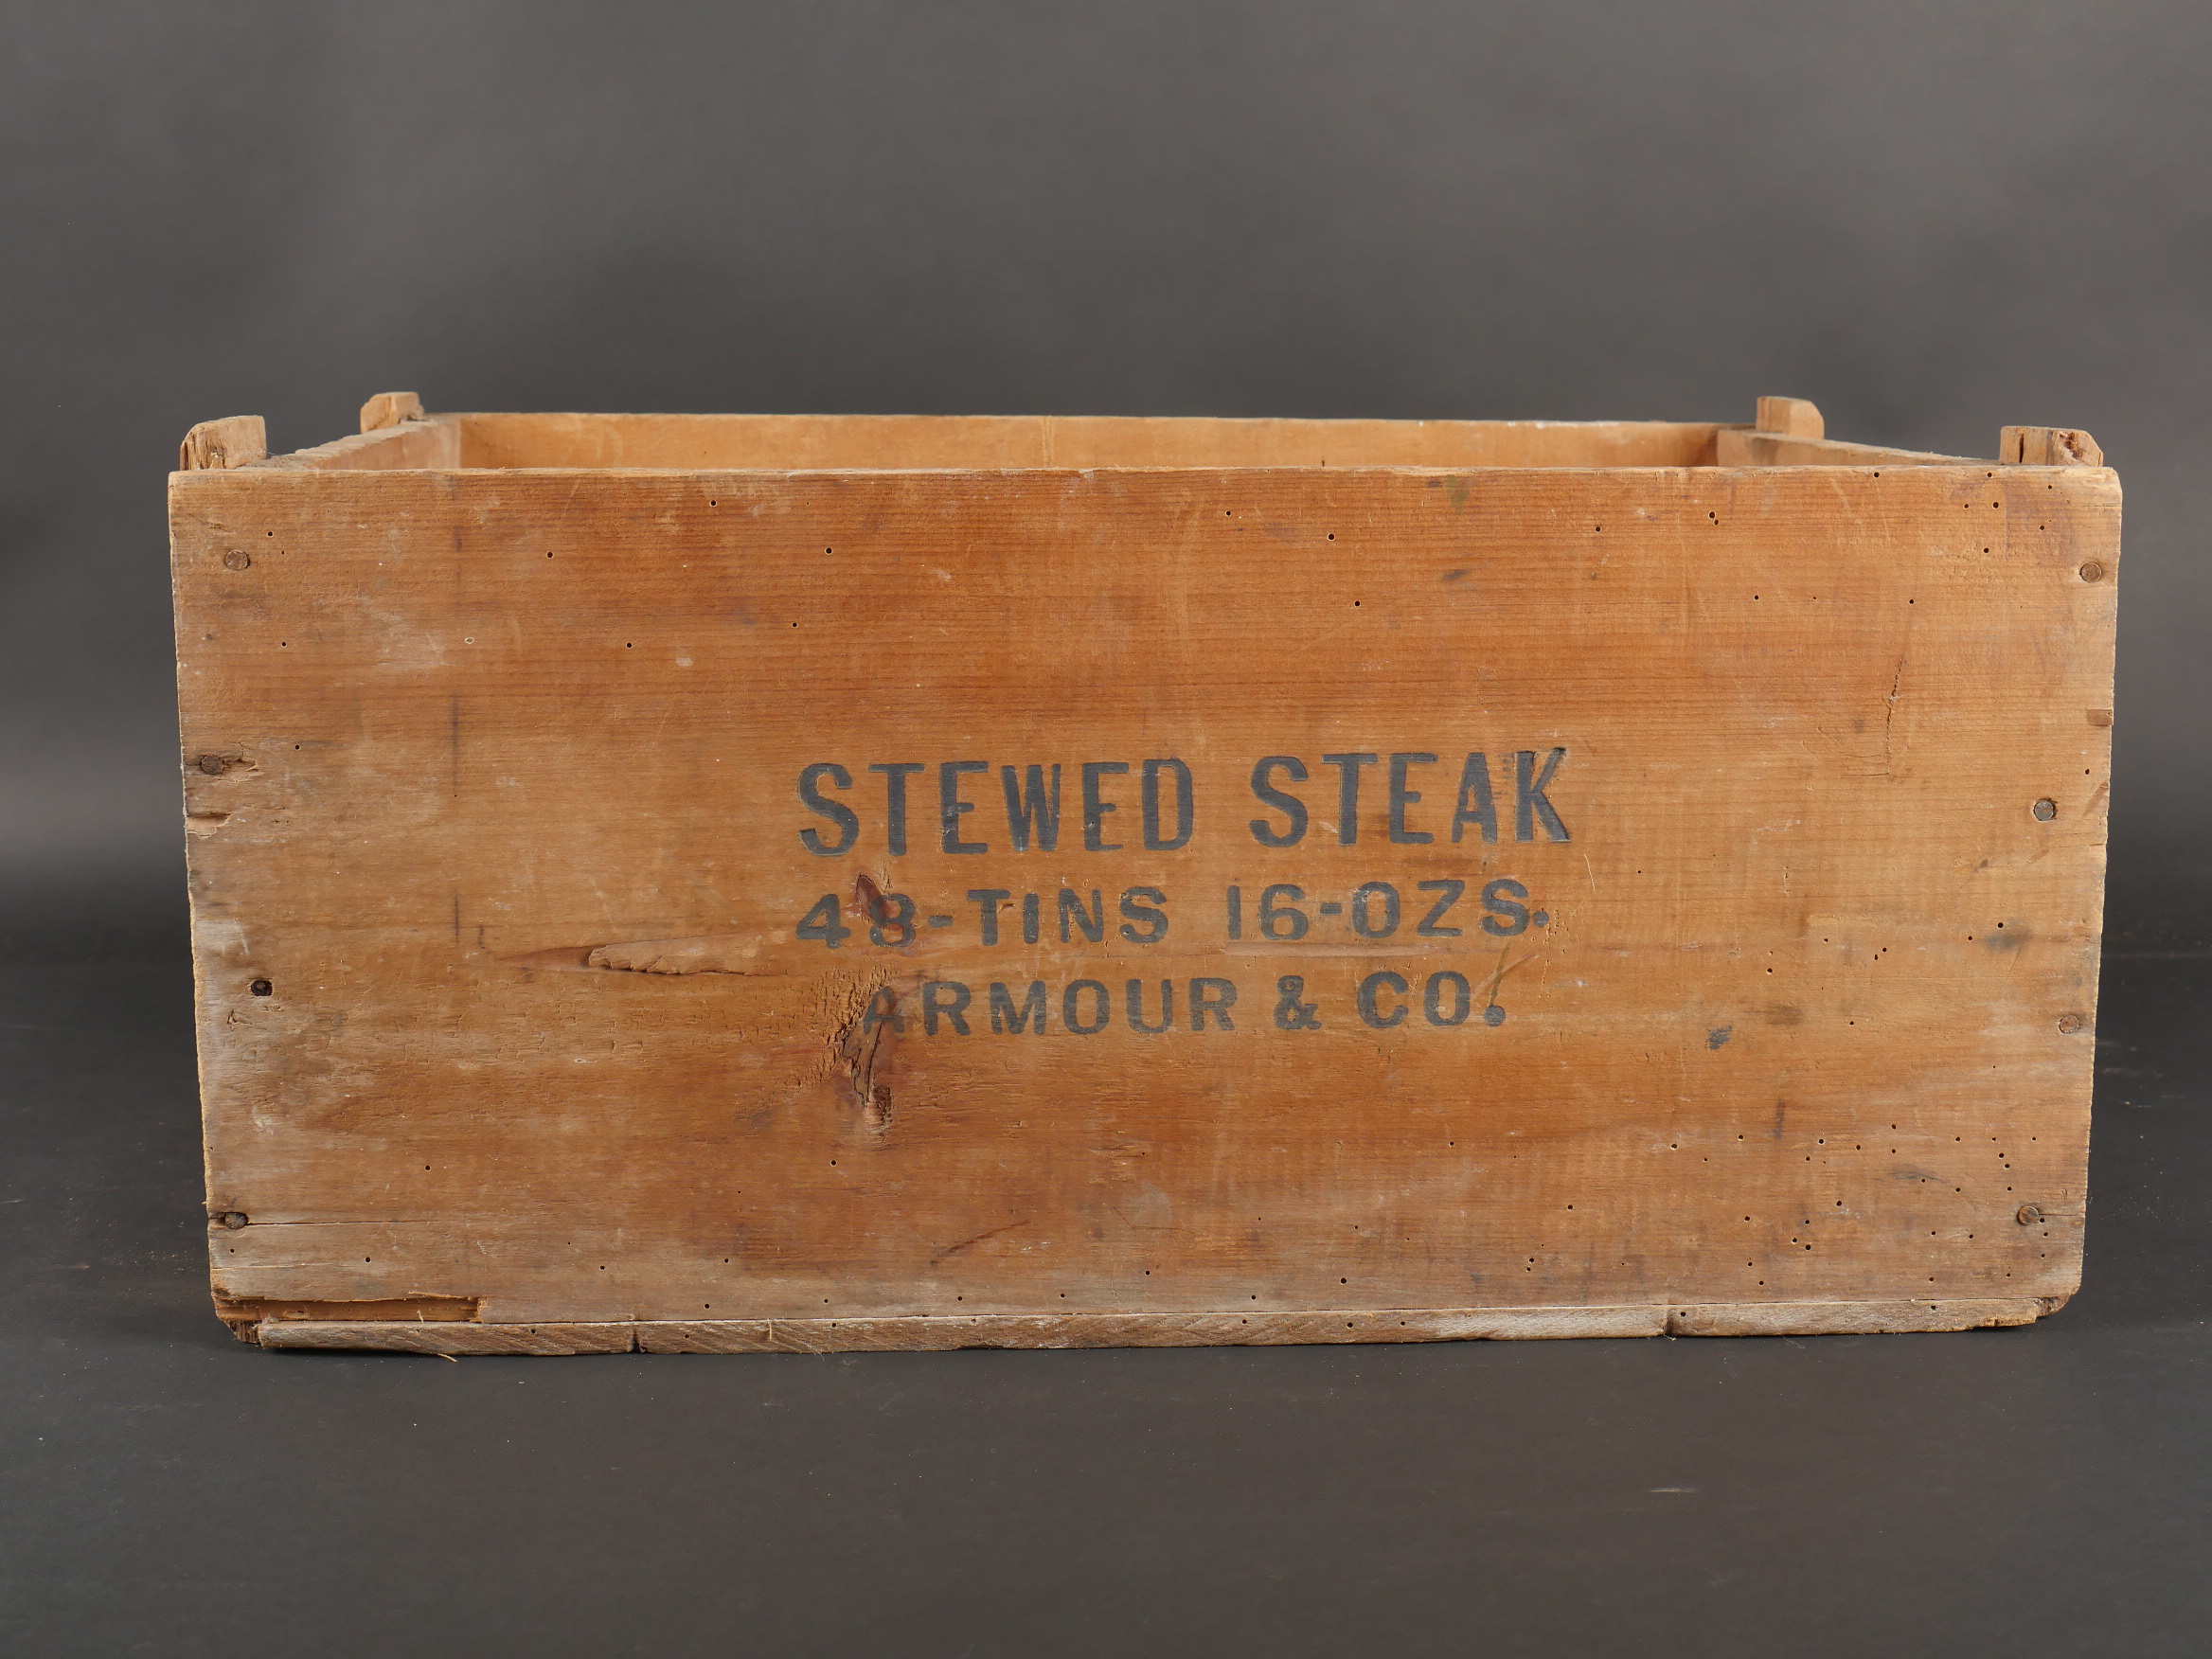 STEWED STEAK
48-TINS 16-OZS.
ARMOUR & CO.